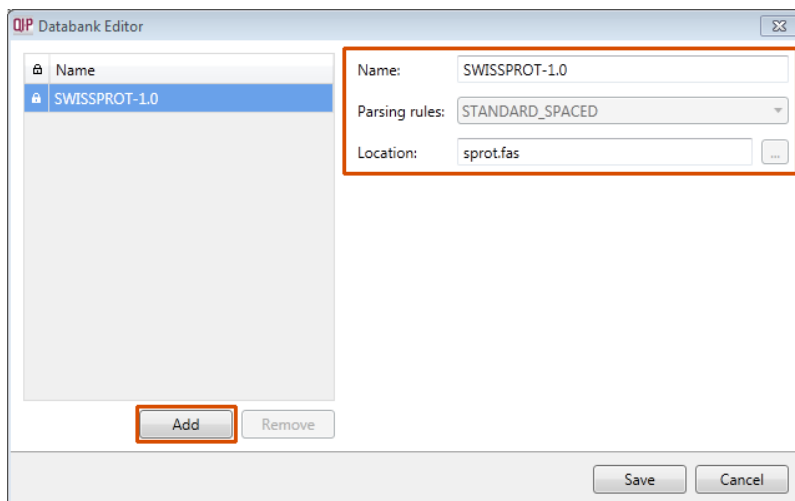 QIP Databank Editor
Name
SWISSPROT-1.0
Name: SWISSPROT-1.0
Parsing rules: STANDARD_SPACED
Location: sprot.fas ...
Add Remove
Save Cancel